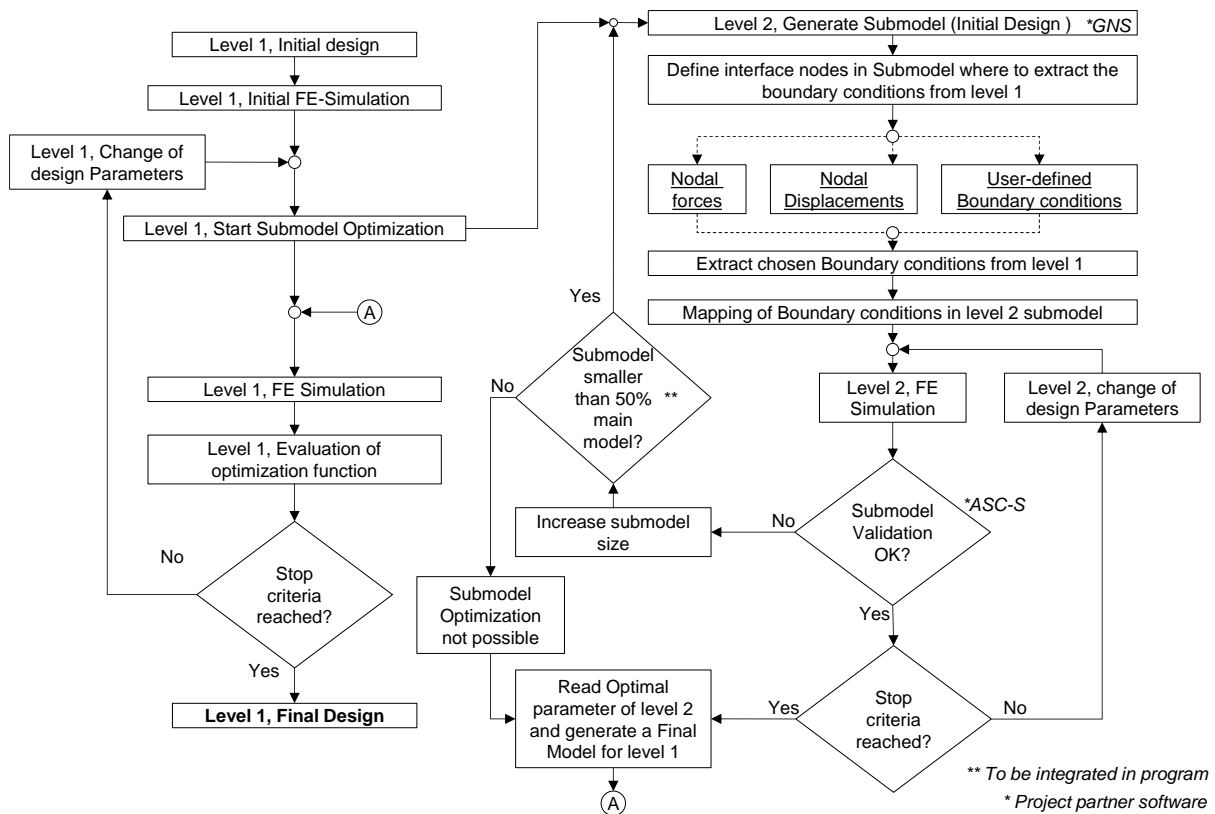 Level 1, Initial design
Level 1, Initial FE-Simulation
Level 1, Change of
design Parameters
Level 1, Start Submodel Optimization
A
Level 1, FE Simulation
Level 1, Evaluation of
optimization function
No
Stop
criteria
reached?
Yes
Level 1, Final Design
Level 2, Generate Submodel (Initial Design ) *GNS
Define interface nodes in Submodel where to extract the
boundary conditions from level 1
Nodal
forces
Nodal
Displacements
User-defined
Boundary conditions
Extract chosen Boundary conditions from level 1
Mapping of Boundary conditions in level 2 submodel
Yes
Submodel
smaller
than 50% **
main
model?
No
Level 2, FE
Simulation
Level 2, change of
design Parameters
*ASC-S
Submodel
Validation
OK?
No
Increase submodel
size
Yes
Submodel
Optimization
not possible
Read Optimal
parameter of level 2
and generate a Final
Model for level 1
Yes
Stop
criteria
reached?
No
A
** To be integrated in program
* Project partner software